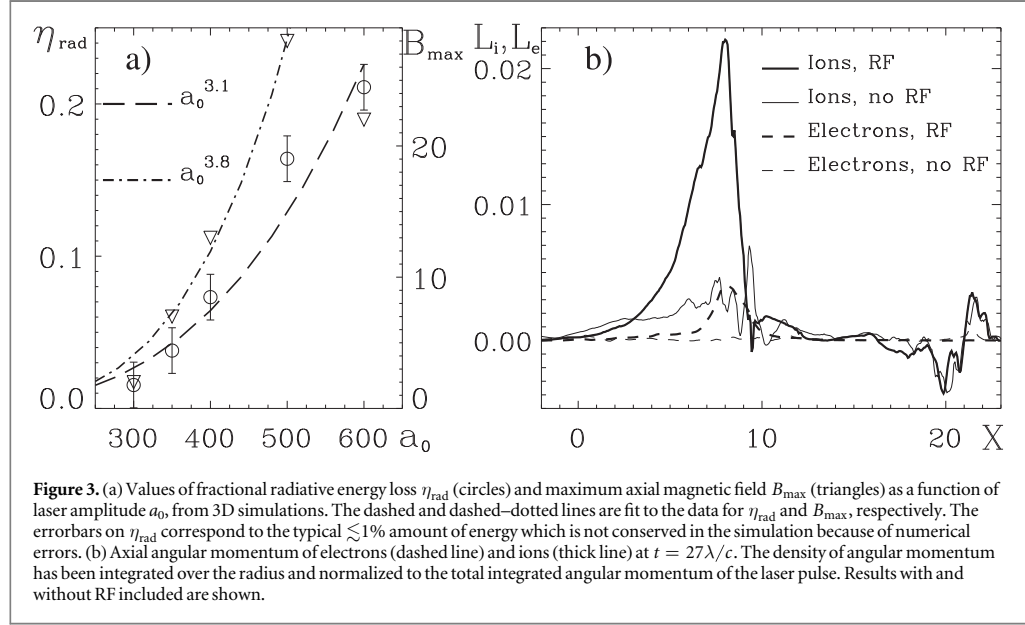 η_rad
a)
B_max
a₀^3.1
a₀^3.8
0.2
0.1
0.0
20
10
0
300 400 500 600 a₀
L_i, L_e
b)
Ions, RF
Ions, no RF
Electrons, RF
Electrons, no RF
0.02
0.01
0.00
0 10 20 X
Figure 3. (a) Values of fractional radiative energy loss η_rad (circles) and maximum axial magnetic field B_max (triangles) as a function of
laser amplitude a₀, from 3D simulations. The dashed and dashed–dotted lines are fit to the data for η_rad and B_max, respectively. The
errorbars on η_rad correspond to the typical ≲1% amount of energy which is not conserved in the simulation because of numerical
errors. (b) Axial angular momentum of electrons (dashed line) and ions (thick line) at t = 27λ/c. The density of angular momentum
has been integrated over the radius and normalized to the total integrated angular momentum of the laser pulse. Results with and
without RF included are shown.